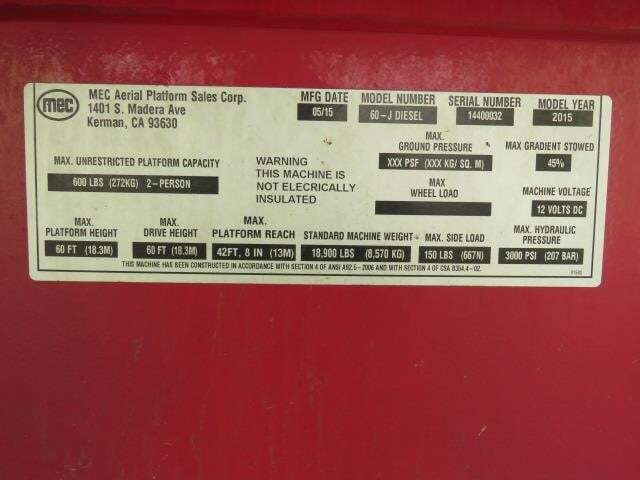 mec
MEC Aerial Platform Sales Corp.
1401 S. Madera Ave
Kerman, CA 93630
MFG DATE
05/15
MODEL NUMBER
60-J DIESEL
SERIAL NUMBER
14400032
MODEL YEAR
2015
MAX. UNRESTRICTED PLATFORM CAPACITY
600 LBS (272KG) 2-PERSON
WARNING
THIS MACHINE IS
NOT ELECRICALLY
INSULATED
MAX.
GROUND PRESSURE
XXX PSF (XXX KG/ SQ. M)
MAX GRADIENT STOWED
45%
MAX
WHEEL LOAD
MACHINE VOLTAGE
12 VOLTS DC
MAX.
PLATFORM HEIGHT
60 FT (18.3M)
MAX.
DRIVE HEIGHT
60 FT (18.3M)
MAX.
PLATFORM REACH
42FT, 8 IN (13M)
STANDARD MACHINE WEIGHT*
18,900 LBS (8,570 KG)
MAX. SIDE LOAD
150 LBS (667N)
MAX. HYDRAULIC
PRESSURE
3000 PSI (207 BAR)
THIS MACHINE HAS BEEN CONSTRUCTED IN ACCORDANCE WITH SECTION 4 OF ANSI A92.5-2006 AND WITH SECTION 4 OF CSA B354.4-02.